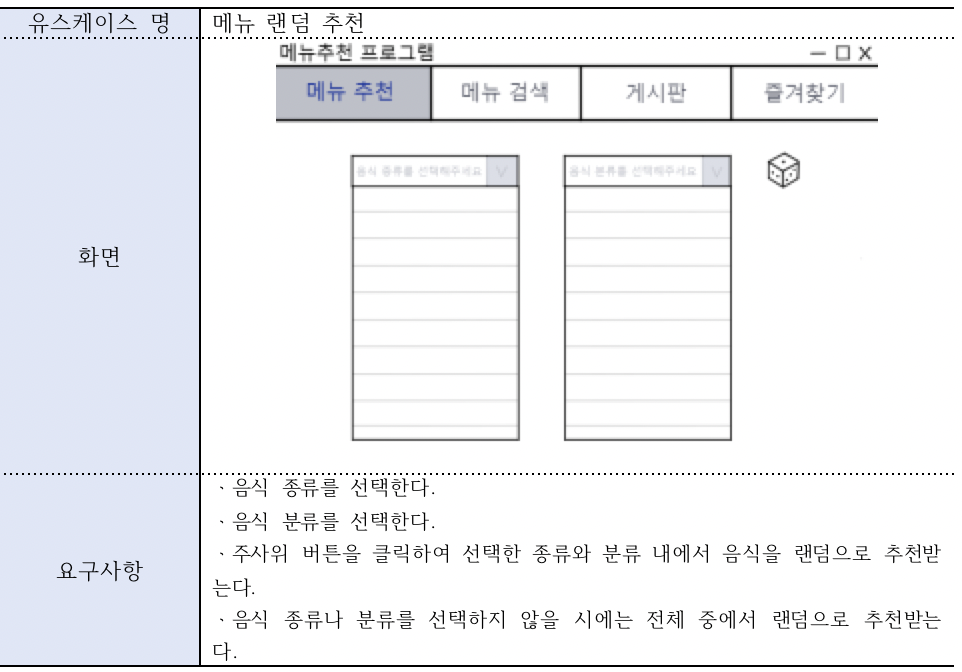 유스케이스 명
메뉴 랜덤 추천
화면
메뉴추천 프로그램
메뉴 추천
메뉴 검색
게시판
즐겨찾기
음식 종류를 선택해주세요 V
음식 분류를 선택해주세요 V
요구사항
、음식 종류를 선택한다.
、음식 분류를 선택한다.
、주사위 버튼을 클릭하여 선택한 종류와 분류 내에서 음식을 랜덤으로 추천받
는다.
、음식 종류나 분류를 선택하지 않을 시에는 전체 중에서 랜덤으로 추천받는
다.